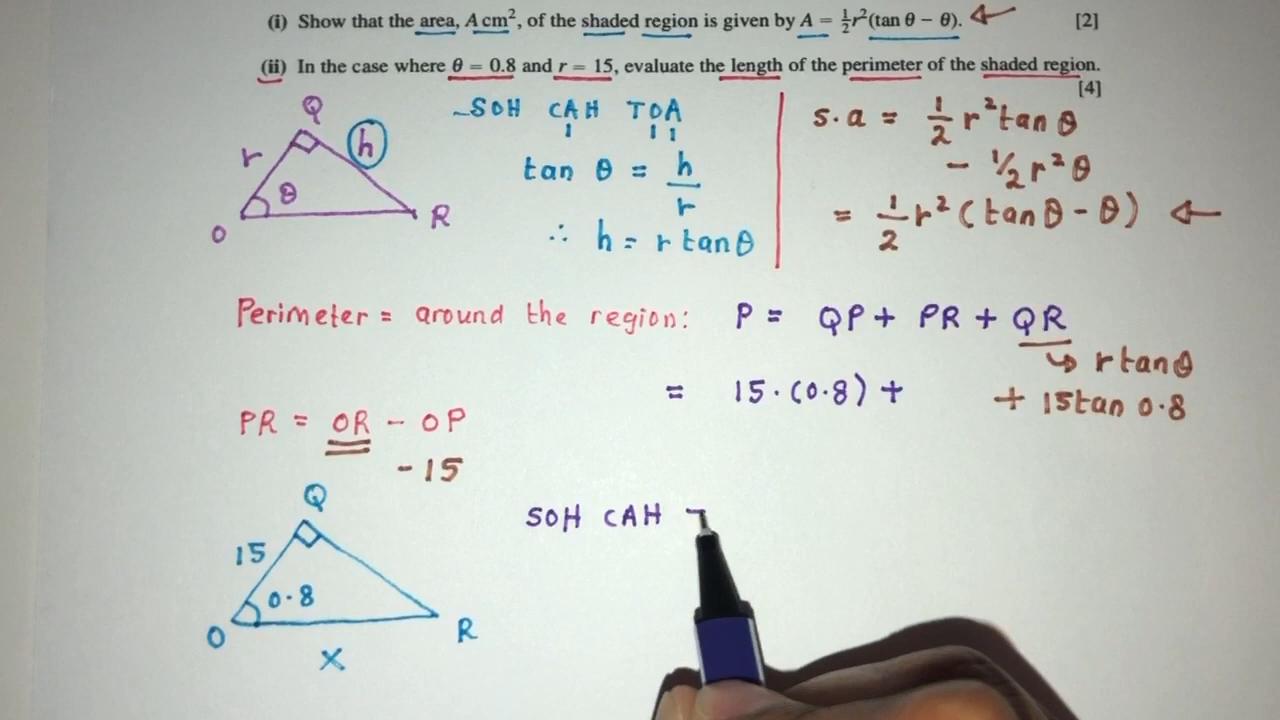 (i) Show that the area, A cm², of the shaded region is given by A = ½r²(tan θ − θ). ← [2]
(ii) In the case where θ = 0.8 and r = 15, evaluate the length of the perimeter of the shaded region.
[4]
Q
r
h
θ
O
R
~SOH CAH TOA
tan θ = h/r
∴ h = r tanθ
s.a = 1/2 r² tan θ
− 1/2 r² θ
= 1/2 r² (tanθ − θ) ←
Perimeter = around the region: P = QP + PR + QR
↳ r tanθ
= 15.(0.8) + + 15tan 0.8
PR = OR − OP
−15
Q
15
0.8
O
R
x
SOH CAH